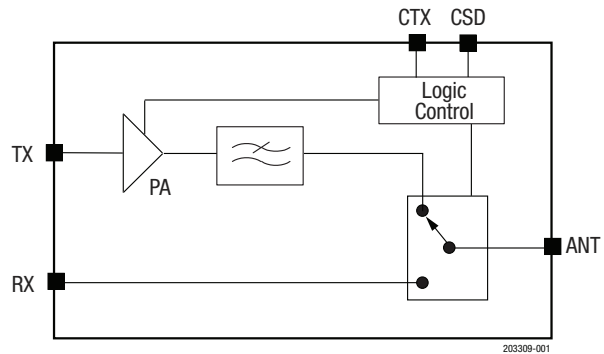 CTX CSD
Logic
Control
TX
PA
ANT
RX
203309-001